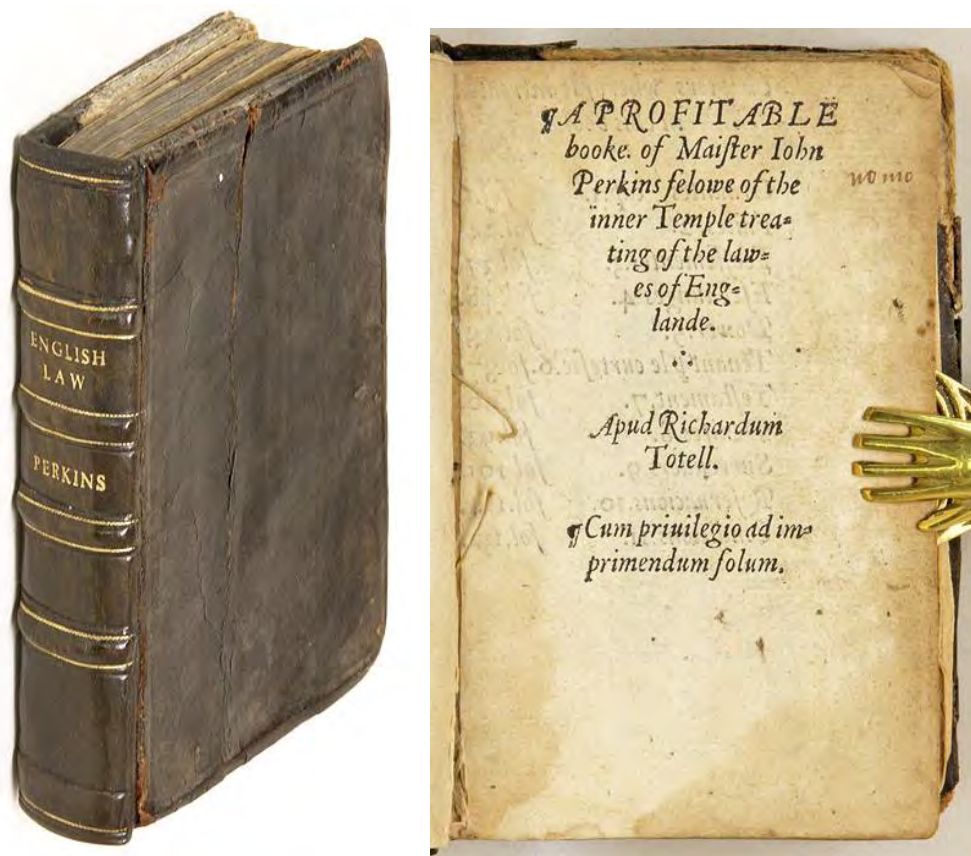 ENGLISH
LAW
PERKINS
¶A PROFITABLE
booke. of Maiſter Iohn
Perkins felowe of the
ïnner Temple trea⸗
ting of the law⸗
es of Eng⸗
lande.
Apud Richardum
Totell.
¶Cum priuilegio ad im⸗
primendum ſolum.